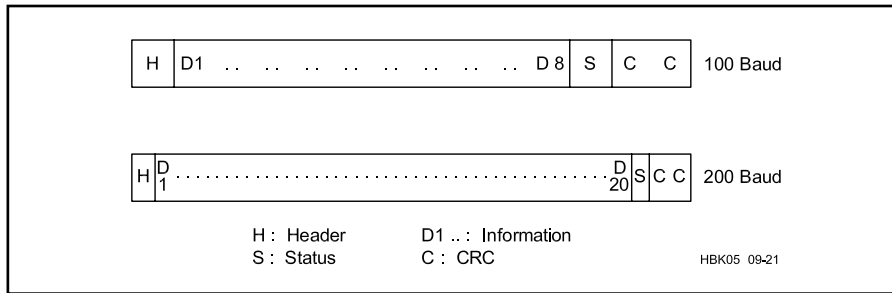 H D1 .. .. .. .. .. .. .. .. D 8 S C C 100 Baud
H D 1 ........................................... D 20 S C C 200 Baud
H : Header D1 .. : Information
S : Status C : CRC
HBK05 09-21